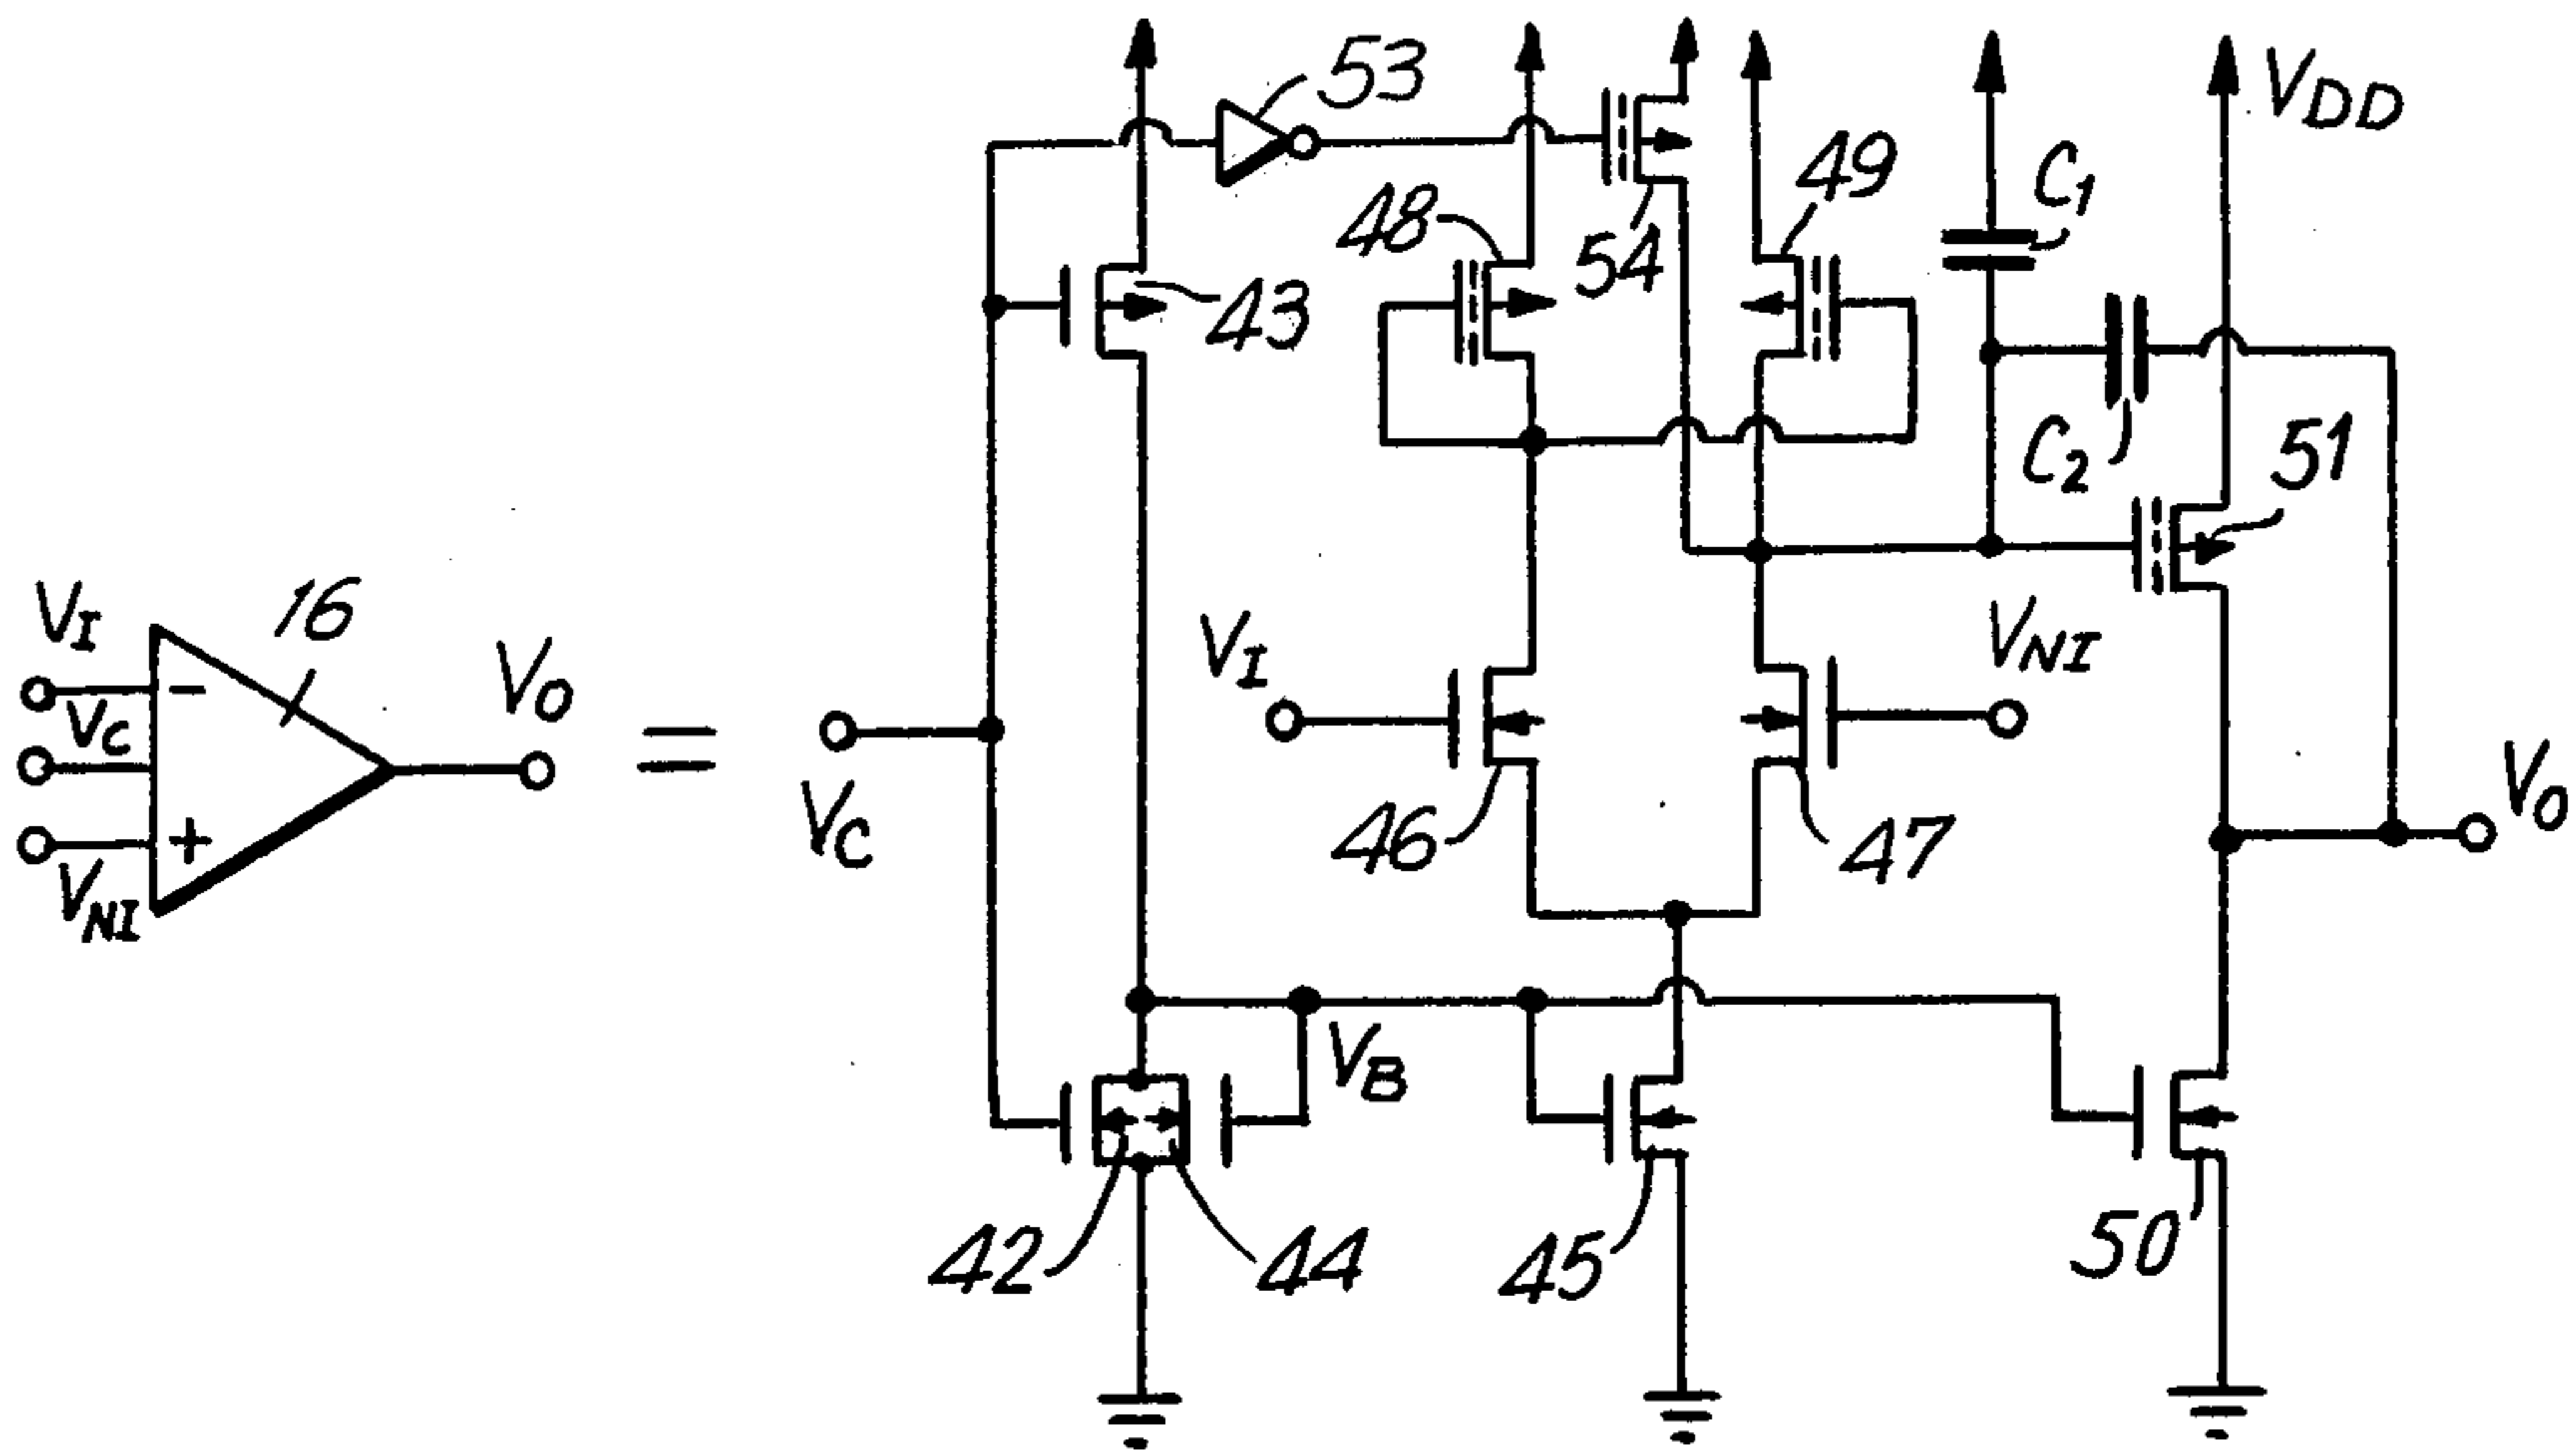 53
V_DD
C_1
48
54
49
43
C_2
51
V_I
16
V_O
V_C
-
+
V_NI
=
V_C
V_I
V_NI
46
47
V_O
V_B
42
44
45
50